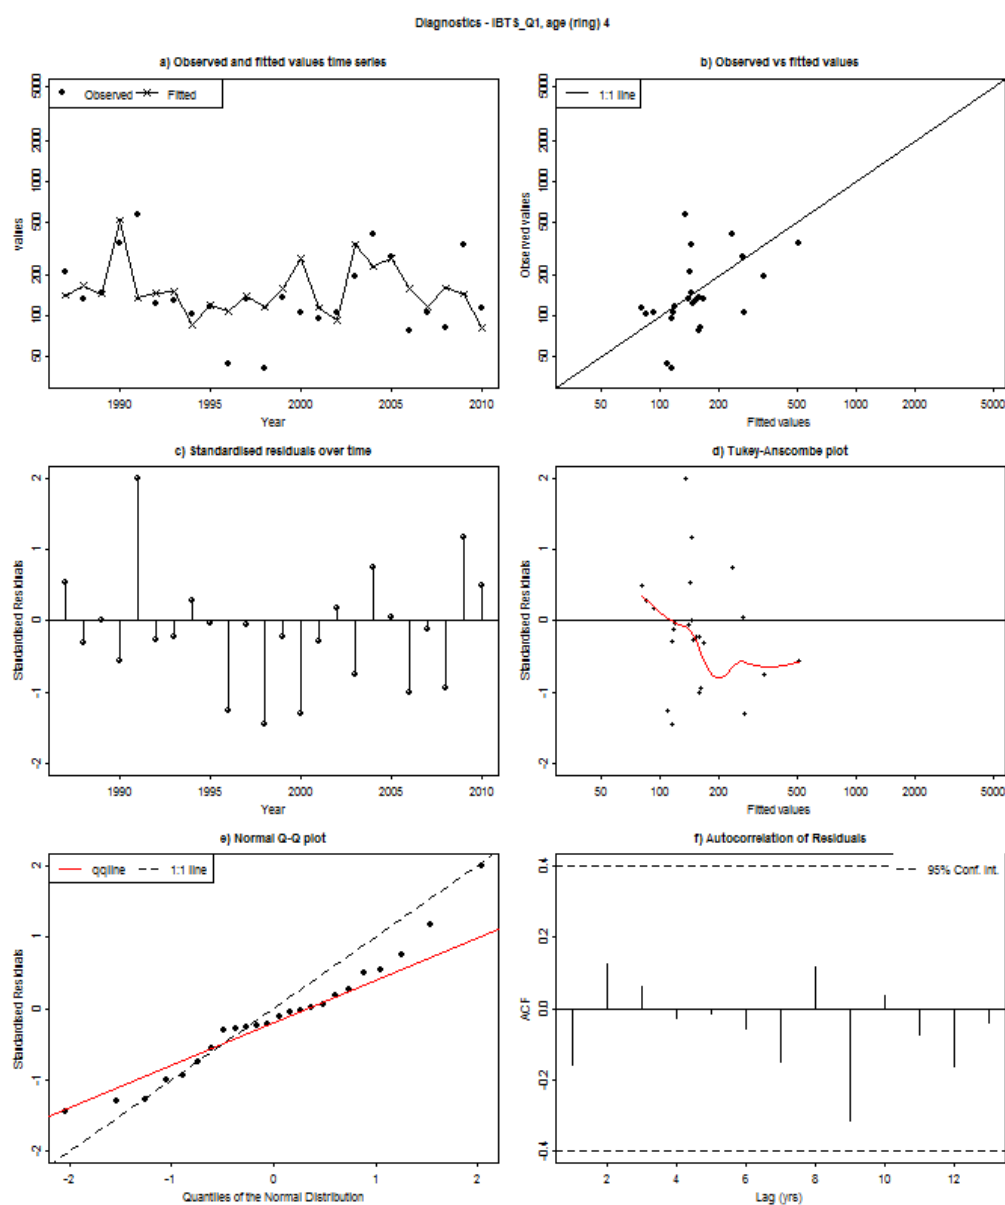 Diagnostics - IBTS_Q1, age (ring) 4
a) Observed and fitted values time series
Observed Fitted
values
50 100 200 500 1000 2000 5000
1990 1995 2000 2005 2010
Year
b) Observed vs fitted values
1:1 line
Observed values
50 100 200 500 1000 2000 5000
50 100 200 500 1000 2000 5000
Fitted values
c) Standardised residuals over time
Standardised Residuals
-2 -1 0 1 2
1990 1995 2000 2005 2010
Year
d) Tukey-Anscombe plot
Standardised Residuals
-2 -1 0 1 2
50 100 200 500 1000 2000 5000
Fitted values
e) Normal Q-Q plot
qqline 1:1 line
Standardised Residuals
-2 -1 0 1 2
-2 -1 0 1 2
Quantiles of the Normal Distribution
f) Autocorrelation of Residuals
95% Conf. Int.
ACF
-0.4 -0.2 0.0 0.2 0.4
2 4 6 8 10 12
Lag (yrs)